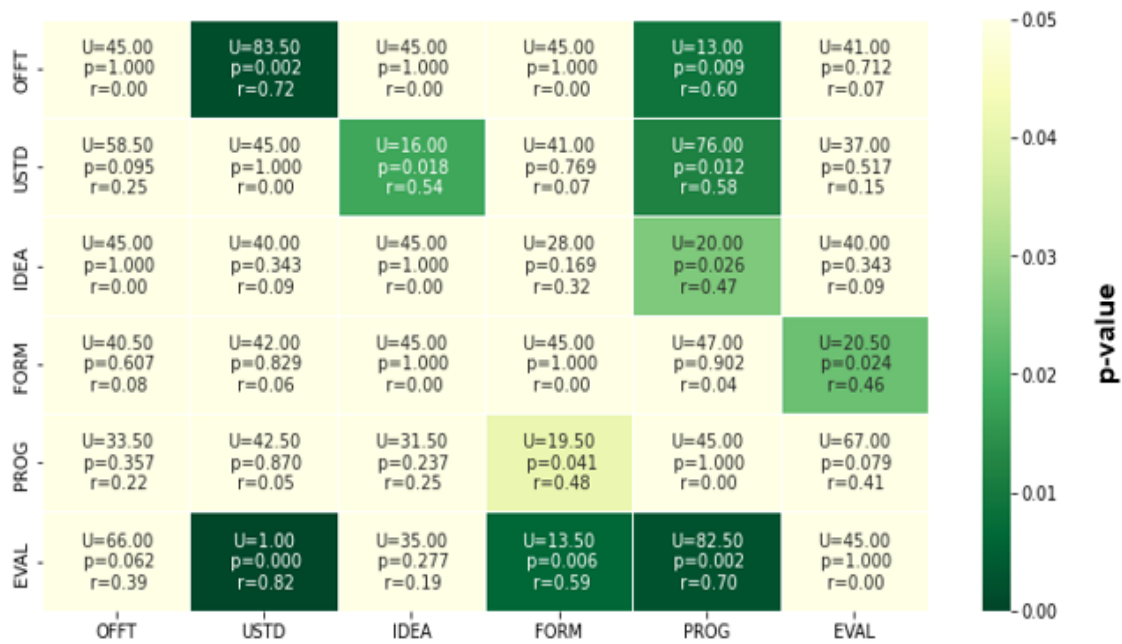 OFFT
U=45.00 U=83.50 U=45.00 U=45.00 U=13.00 U=41.00
p=1.000 p=0.002 p=1.000 p=1.000 p=0.009 p=0.712
r=0.00 r=0.72 r=0.00 r=0.00 r=0.60 r=0.07
USTD
U=58.50 U=45.00 U=16.00 U=41.00 U=76.00 U=37.00
p=0.095 p=1.000 p=0.018 p=0.769 p=0.012 p=0.517
r=0.25 r=0.00 r=0.54 r=0.07 r=0.58 r=0.15
IDEA
U=45.00 U=40.00 U=45.00 U=28.00 U=20.00 U=40.00
p=1.000 p=0.343 p=1.000 p=0.169 p=0.026 p=0.343
r=0.00 r=0.09 r=0.00 r=0.32 r=0.47 r=0.09
FORM
U=40.50 U=42.00 U=45.00 U=45.00 U=47.00 U=20.50
p=0.607 p=0.829 p=1.000 p=1.000 p=0.902 p=0.024
r=0.08 r=0.06 r=0.00 r=0.00 r=0.04 r=0.46
PROG
U=33.50 U=42.50 U=31.50 U=19.50 U=45.00 U=67.00
p=0.357 p=0.870 p=0.237 p=0.041 p=1.000 p=0.079
r=0.22 r=0.05 r=0.25 r=0.48 r=0.00 r=0.41
EVAL
U=66.00 U=1.00 U=35.00 U=13.50 U=82.50 U=45.00
p=0.062 p=0.000 p=0.277 p=0.006 p=0.002 p=1.000
r=0.39 r=0.82 r=0.19 r=0.59 r=0.70 r=0.00
OFFT USTD IDEA FORM PROG EVAL
0.05
0.04
0.03
0.02
0.01
0.00
p-value